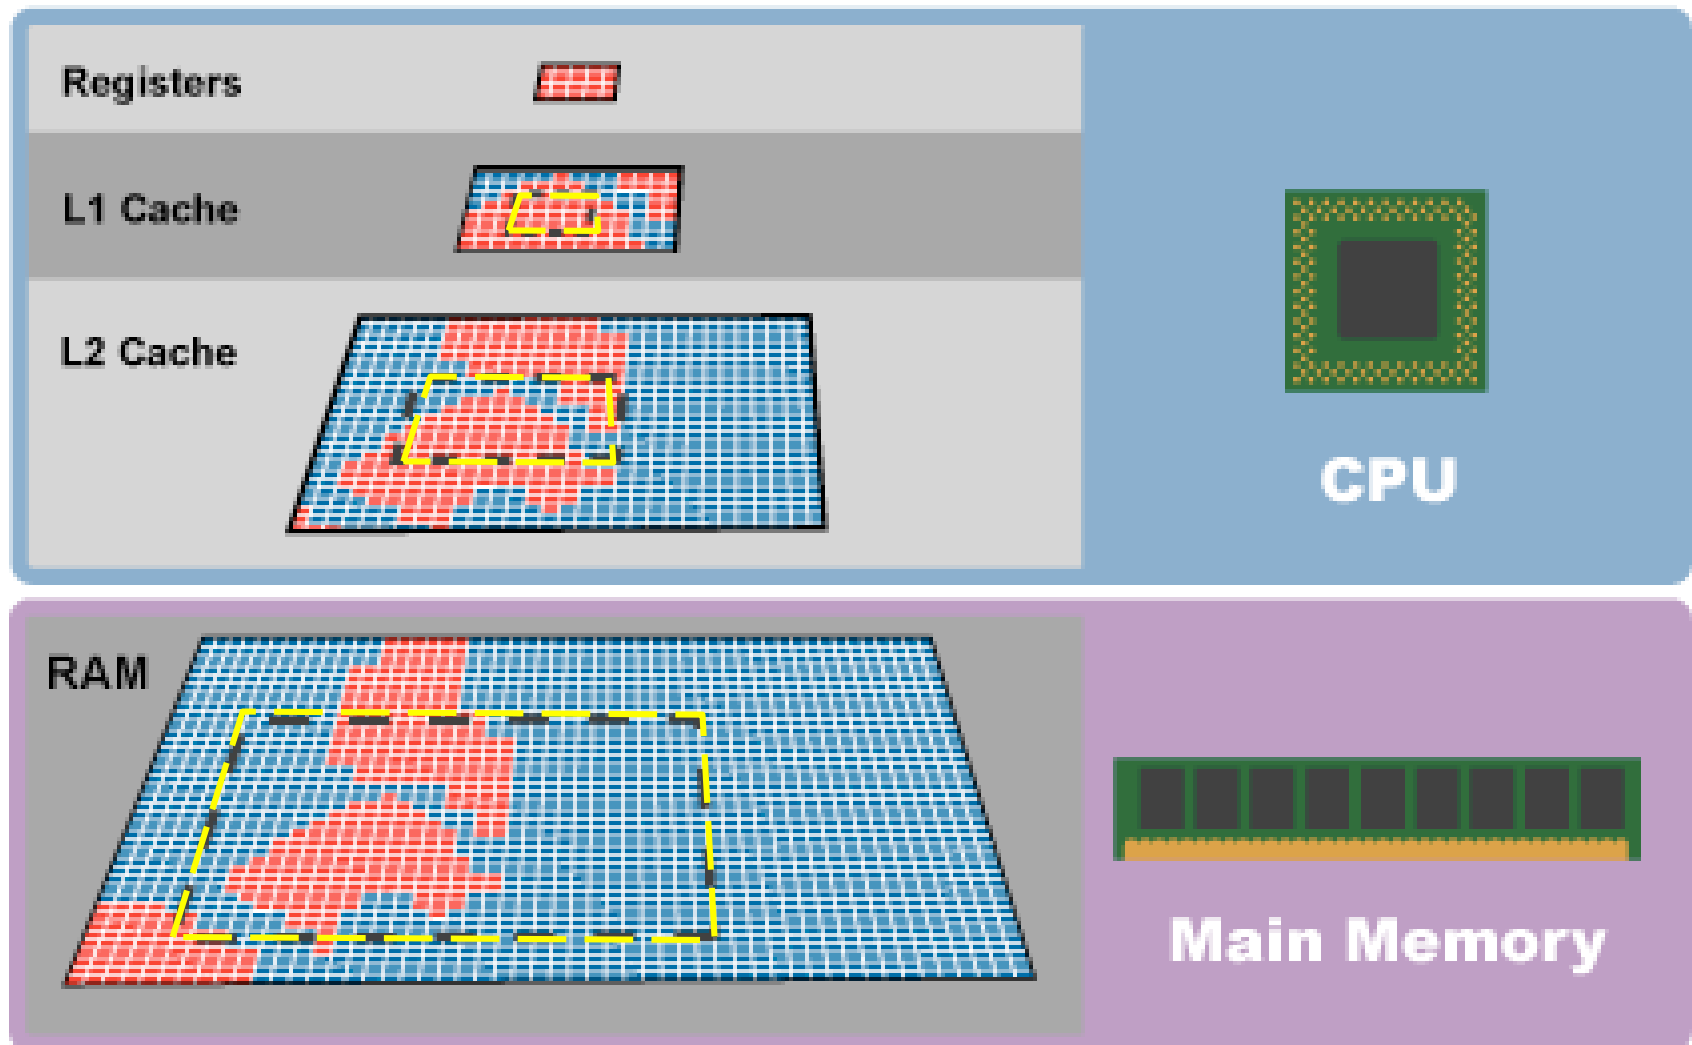 Registers
L1 Cache
L2 Cache
CPU
RAM
Main Memory